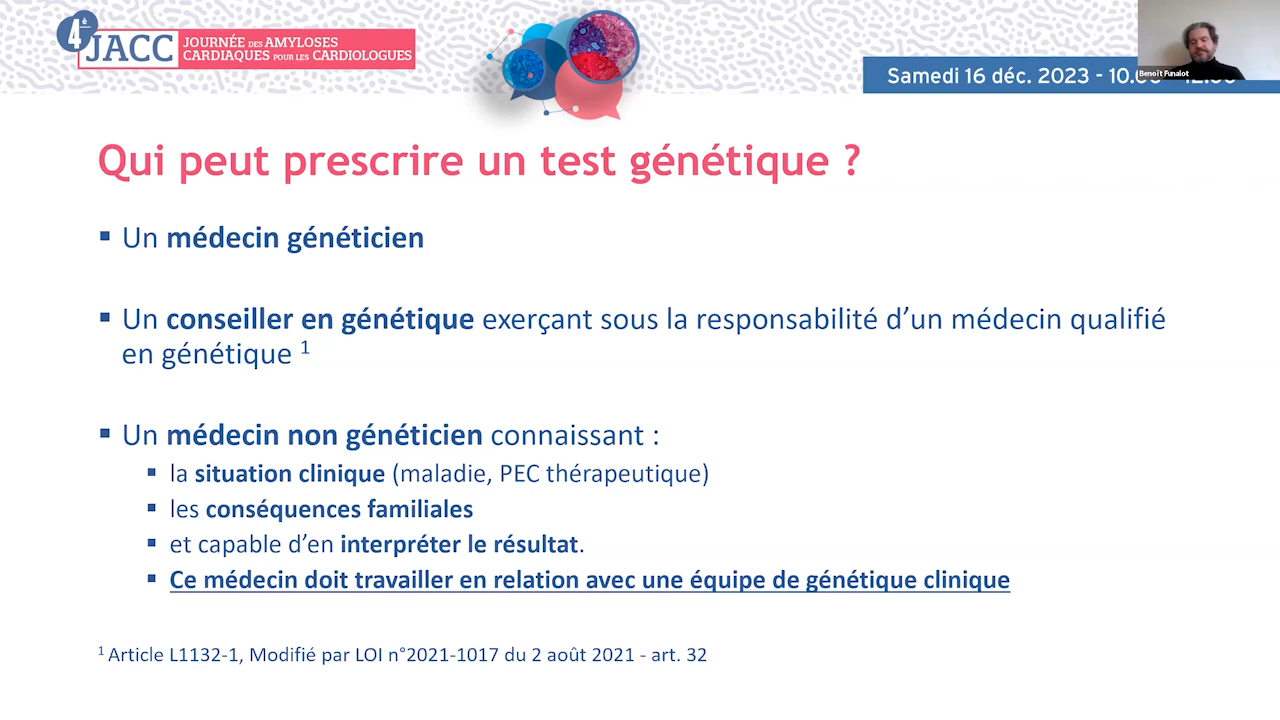 4è
JACC
JOURNÉE DES AMYLOSES
CARDIAQUES POUR LES CARDIOLOGUES
Samedi 16 déc. 2023 - 10.
Benoît Funalot
Qui peut prescrire un test génétique ?
▪ Un médecin généticien
▪ Un conseiller en génétique exerçant sous la responsabilité d’un médecin qualifié
en génétique 1
▪ Un médecin non généticien connaissant :
▪ la situation clinique (maladie, PEC thérapeutique)
▪ les conséquences familiales
▪ et capable d’en interpréter le résultat.
▪ Ce médecin doit travailler en relation avec une équipe de génétique clinique
1 Article L1132-1, Modifié par LOI n°2021-1017 du 2 août 2021 - art. 32